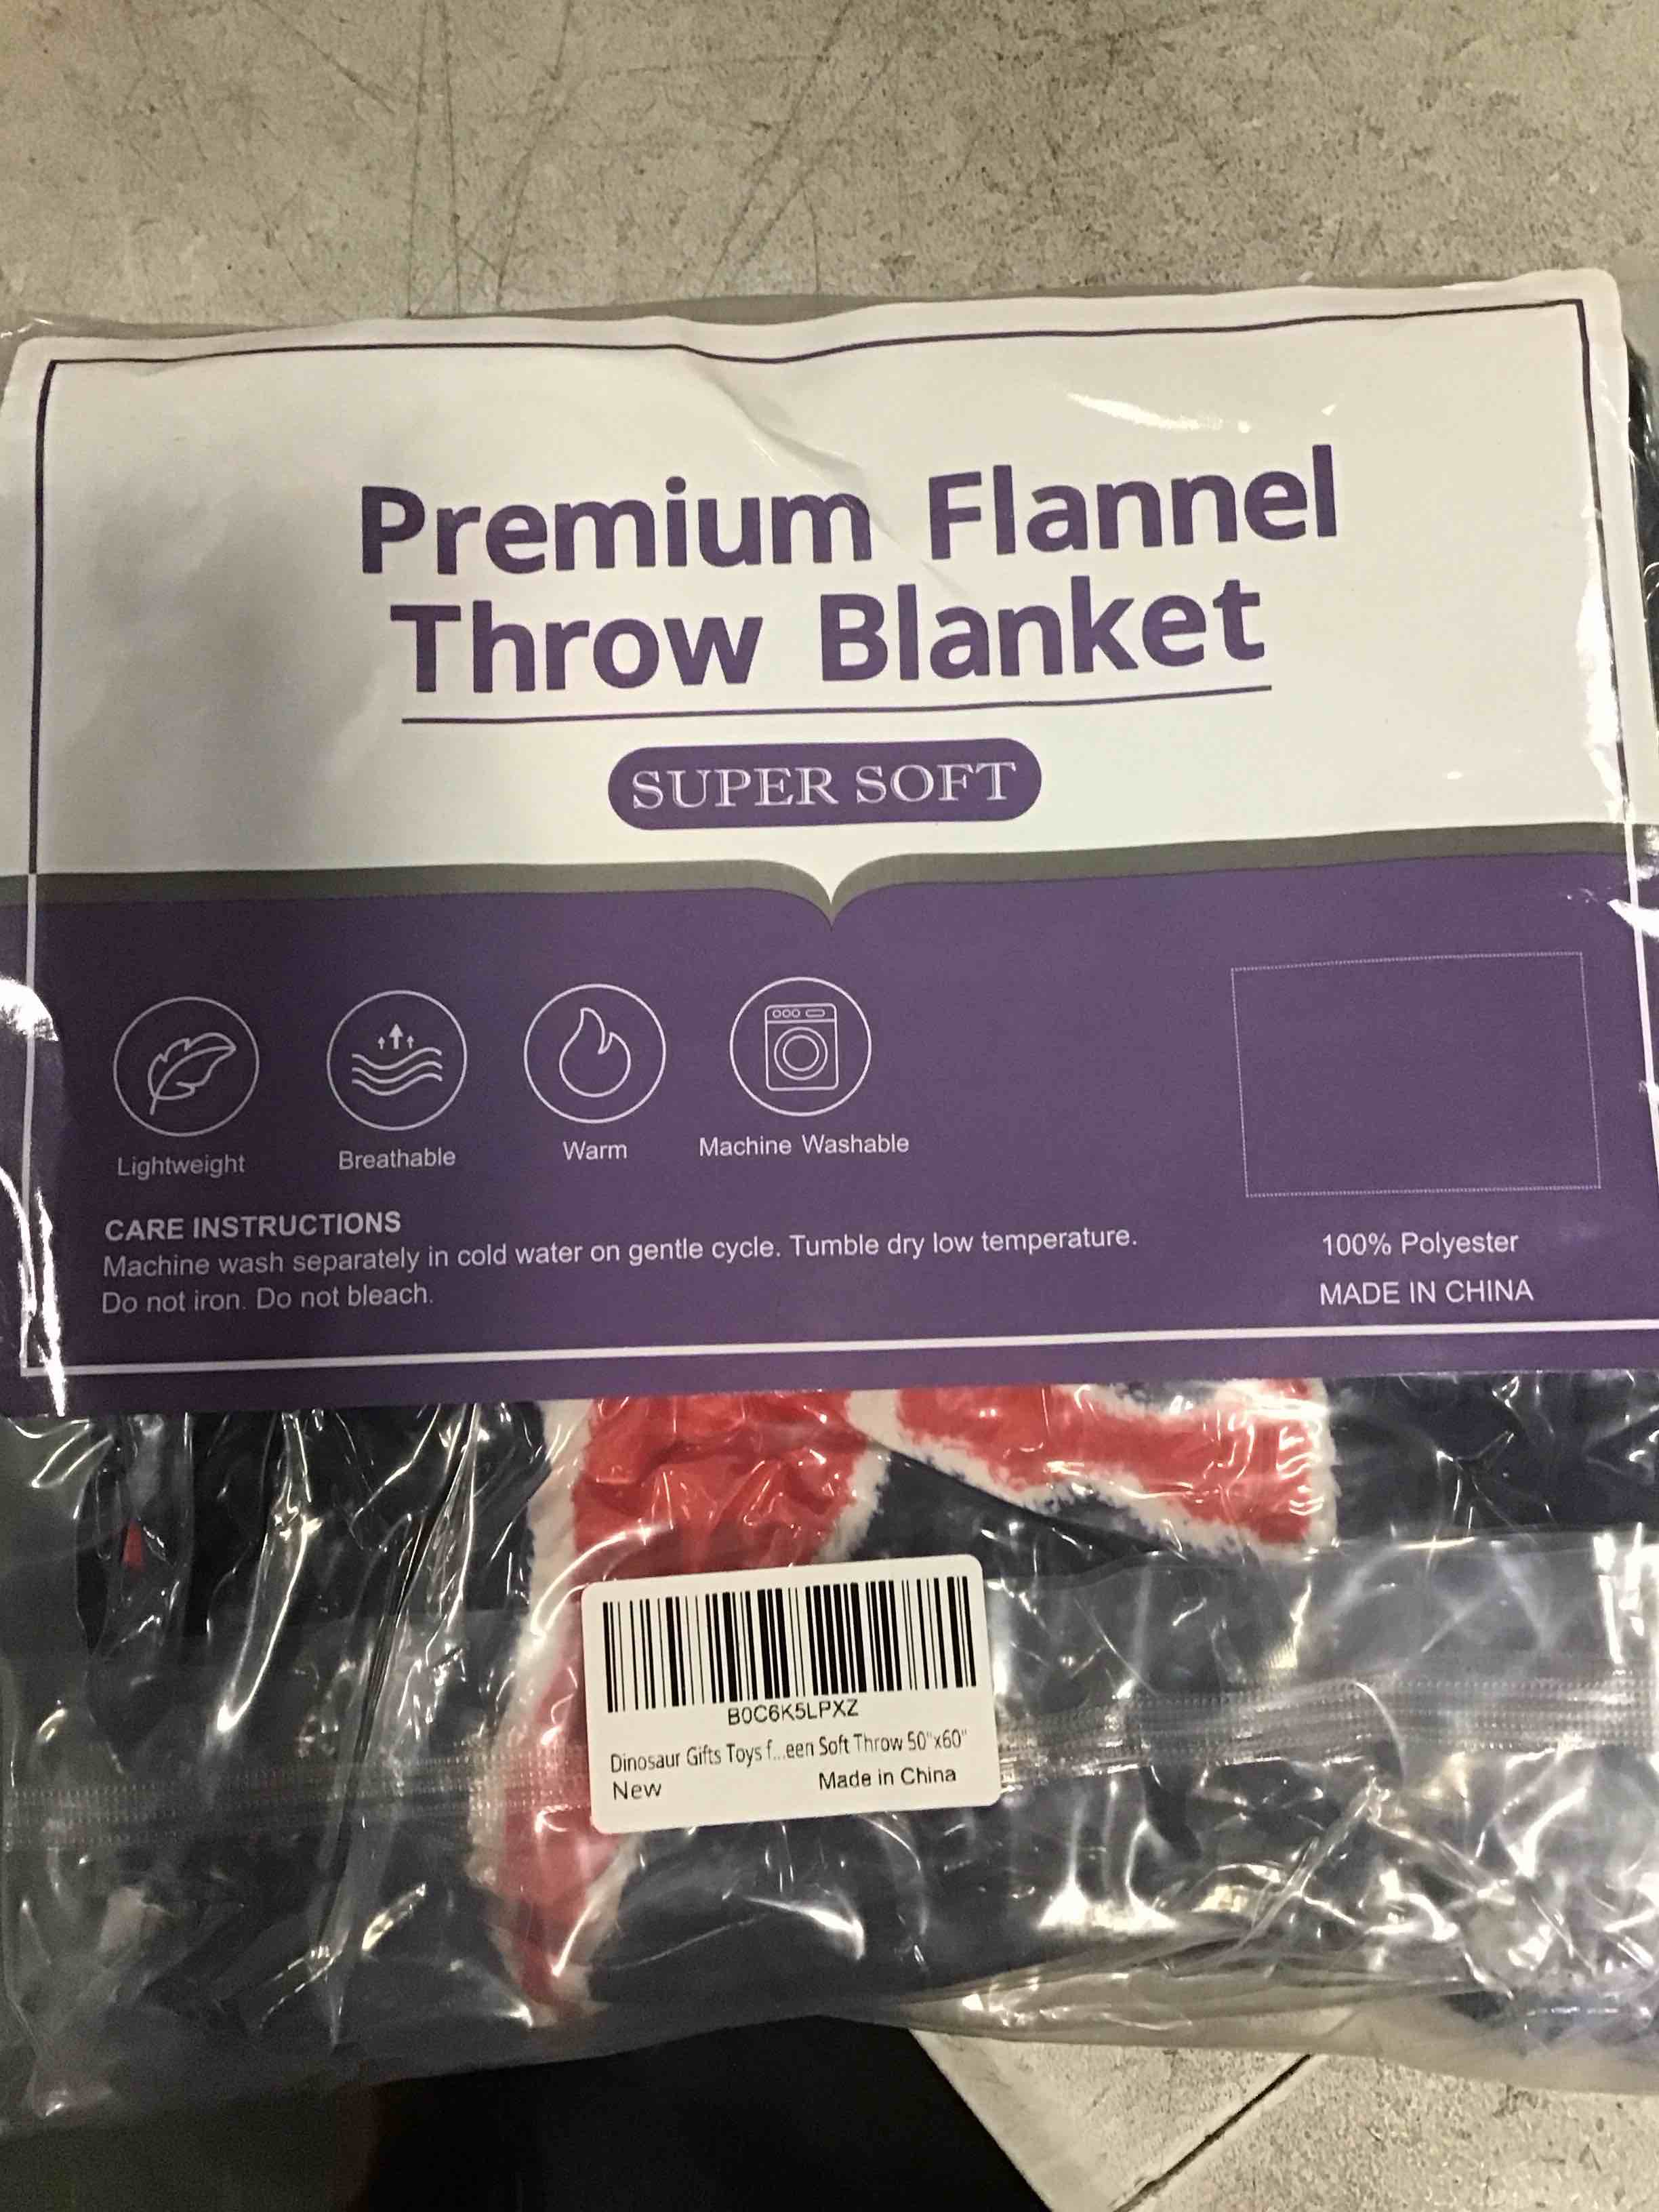 Premium Flannel
Throw Blanket
SUPER SOFT
Lightweight
Breathable
Warm
Machine Washable
CARE INSTRUCTIONS
Machine wash separately in cold water on gentle cycle. Tumble dry low temperature.
Do not iron. Do not bleach.
100% Polyester
MADE IN CHINA
B0C6K5LPXZ
Dinosaur Gifts Toys f...een Soft Throw 50"x60"
New
Made in China